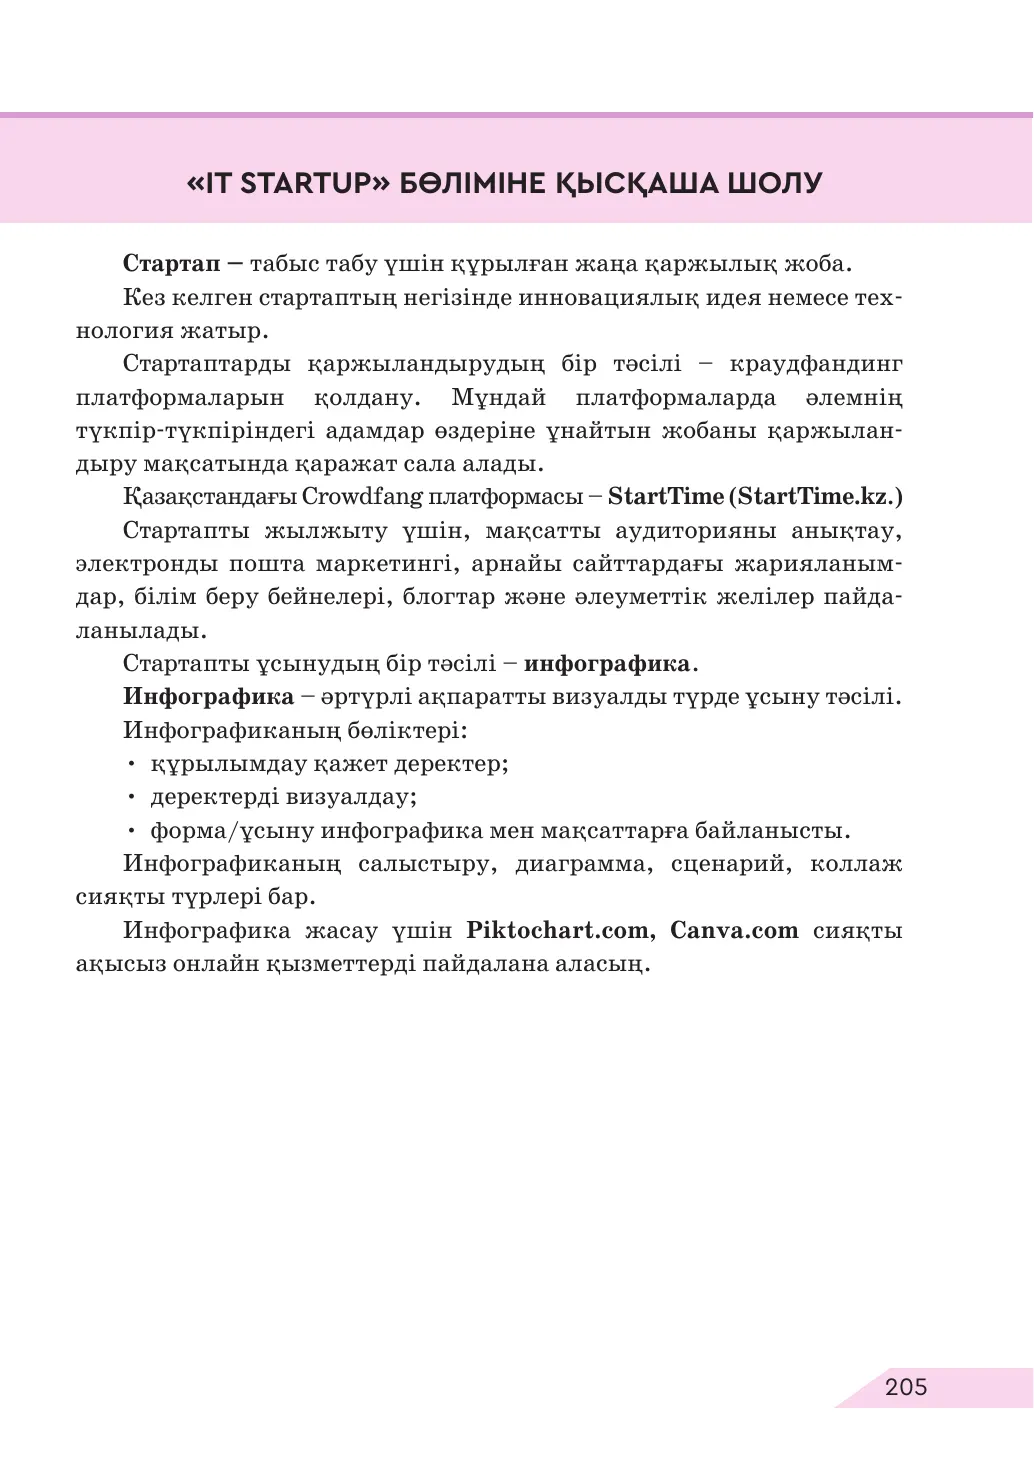 «IT STARTUP» БӨЛІМІНЕ ҚЫСҚАША ШОЛУ
Стартап – табыс табу үшін құрылған жаңа қаржылық жоба.
Кез келген стартаптың негізінде инновациялық идея немесе тех-
нология жатыр.
Стартаптарды қаржыландырудың бір тәсілі – краудфандинг
платформаларын қолдану. Мұндай платформаларда әлемнің
түкпір-түкпіріндегі адамдар өздеріне ұнайтын жобаны қаржылан-
дыру мақсатында қаражат сала алады.
Қазақстандағы Crowdfang платформасы – StartTime (StartTime.kz.)
Стартапты жылжыту үшін, мақсатты аудиторияны анықтау,
электронды пошта маркетингі, арнайы сайттардағы жарияланым-
дар, білім беру бейнелері, блогтар және әлеуметтік желілер пайда-
ланылады.
Стартапты ұсынудың бір тәсілі – инфографика.
Инфографика – әртүрлі ақпаратты визуалды түрде ұсыну тәсілі.
Инфографиканың бөліктері:
• құрылымдау қажет деректер;
• деректерді визуалдау;
• форма/ұсыну инфографика мен мақсаттарға байланысты.
Инфографиканың салыстыру, диаграмма, сценарий, коллаж
сияқты түрлері бар.
Инфографика жасау үшін Piktochart.com, Canva.com сияқты
ақысыз онлайн қызметтерді пайдалана аласың.
205